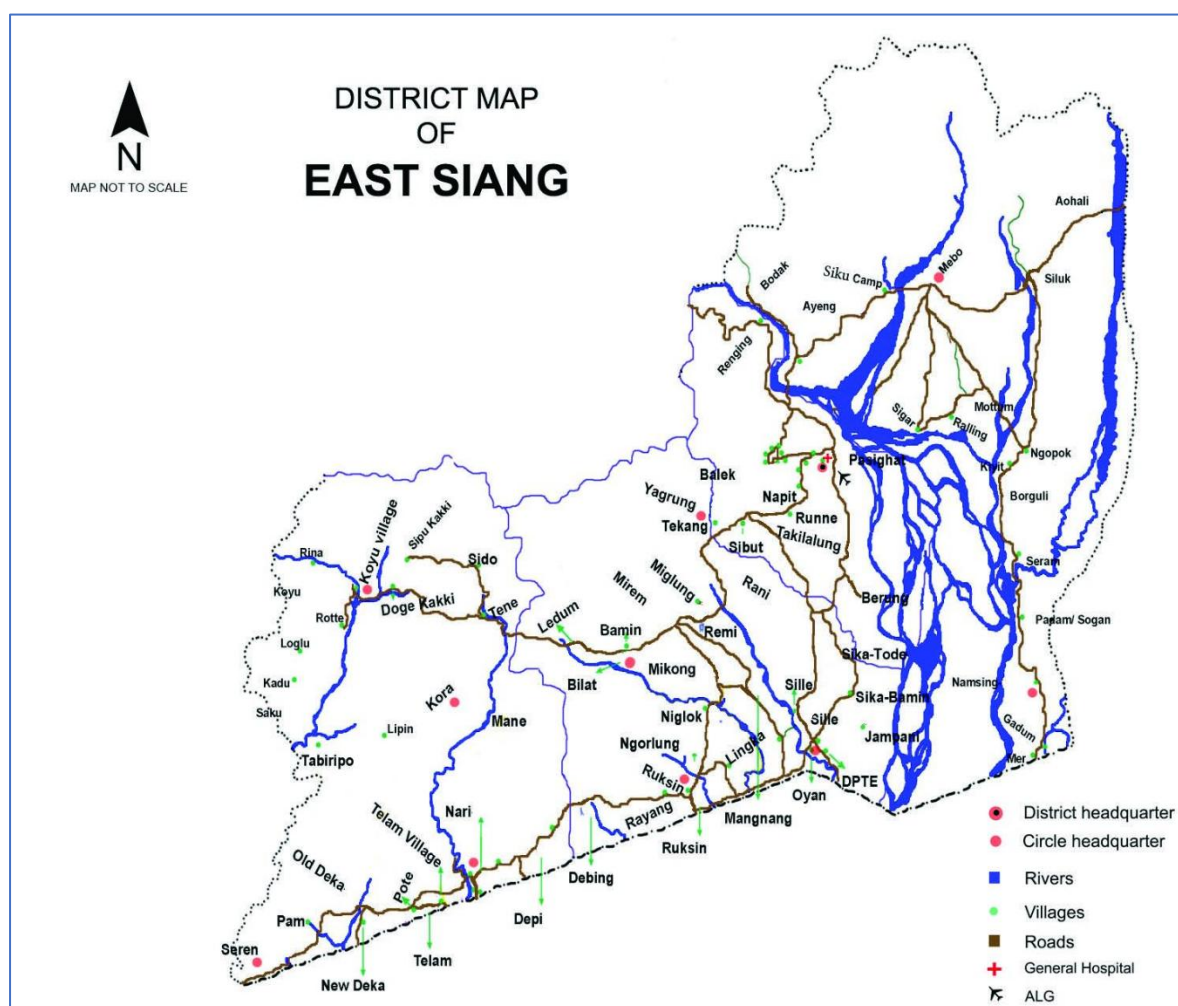 DISTRICT MAP
OF
EAST SIANG
N
MAP NOT TO SCALE
Aohali
Mebo
Bodak
Siku Camp
Siluk
Ayeng
Renging
Mottum
Sigar
Ralling
Ngopok
Pasighat
Kiyit
Balek
Napit
Borguli
Yagrung
Tekang
Runne
Takilalung
Sibut
Sipu Kakki
Koyu village
Rina
Sido
Seram
Miglung
Rani
Mirem
Koyu
Doge Kakki
Berung
Rotte
Tene
Ledum
Bamin
Remi
Padam/ Sogan
Loglu
Sika-Tode
Mikong
Bilat
Kadu
Sille
Namsing
Kora
Sika-Bamin
Saku
Mane
Niglok
Sille
Gadum
Lipin
Jampani
Tabiripo
Ngorlung
Lingka
Mer
Ruksin
DPTE
Oyan
Nari
Rayang
Mangnang
Telam Village
Ruksin
Old Deka
Pote
Debing
Pam
Depi
Seren
Telam
New Deka
District headquarter
Circle headquarter
Rivers
Villages
Roads
General Hospital
ALG